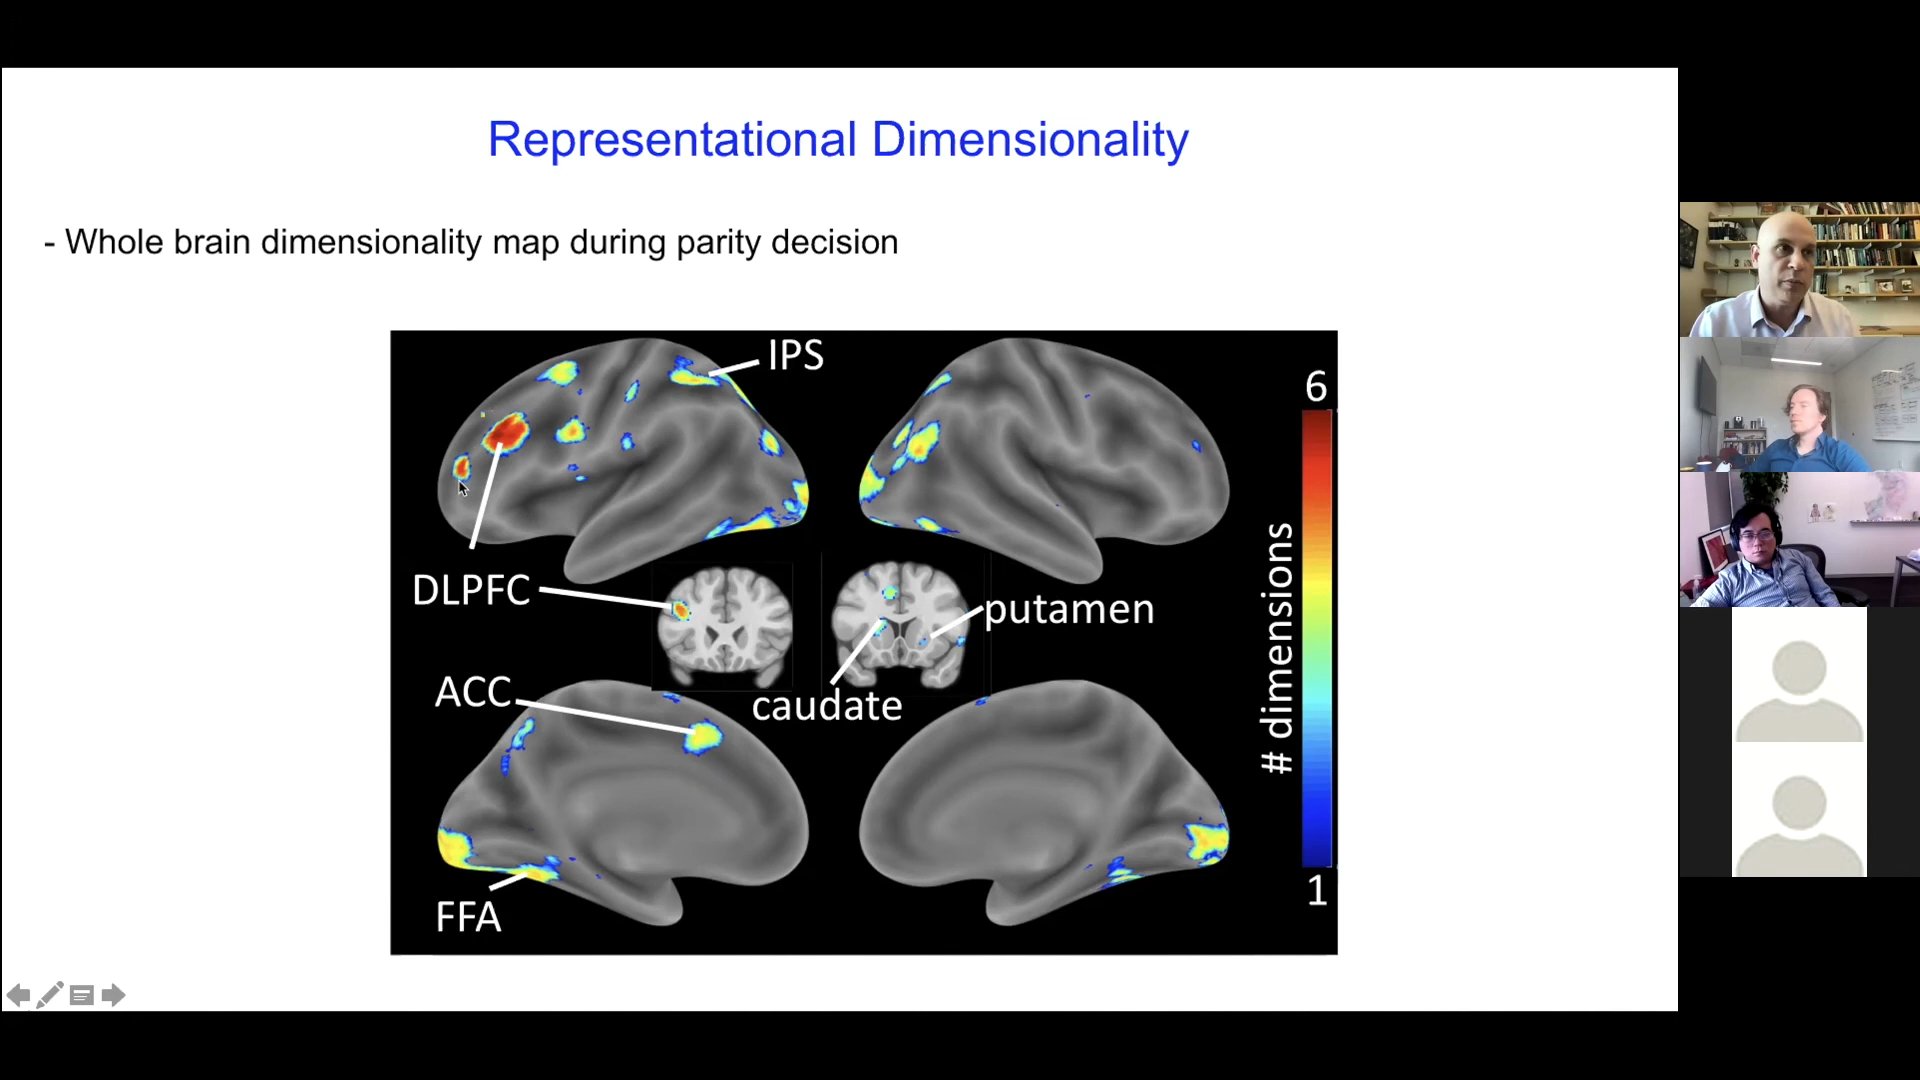 Representational Dimensionality
- Whole brain dimensionality map during parity decision
IPS
6
DLPFC
putamen
ACC
caudate
# dimensions
1
FFA